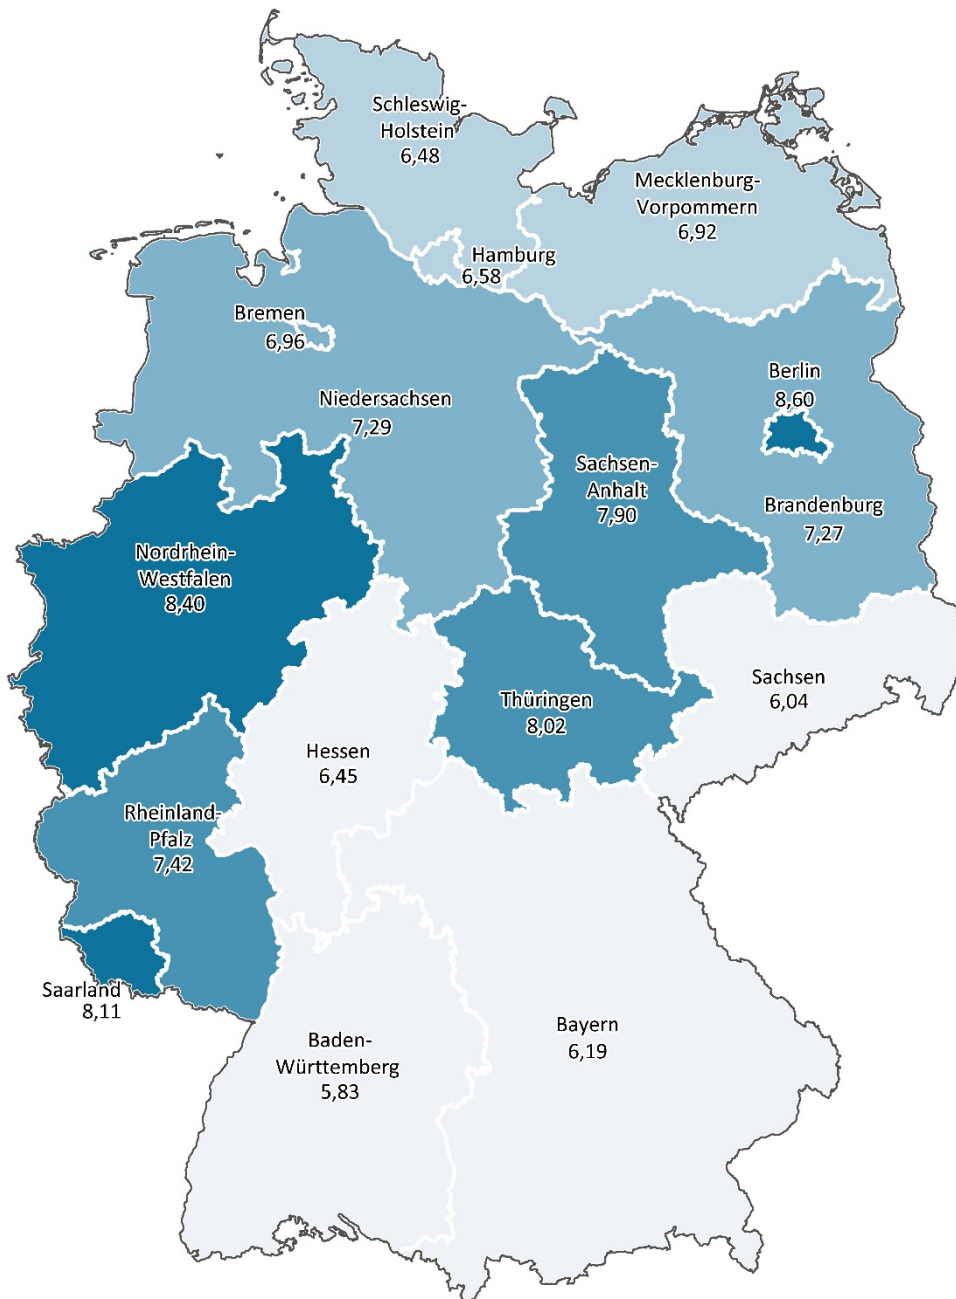 Schleswig-
Holstein
6,48
Mecklenburg-
Vorpommern
6,92
Hamburg
6,58
Bremen
6,96
Niedersachsen
7,29
Berlin
8,60
Sachsen-
Anhalt
7,90
Brandenburg
7,27
Nordrhein-
Westfalen
8,40
Sachsen
6,04
Thüringen
8,02
Hessen
6,45
Rheinland-
Pfalz
7,42
Saarland
8,11
Baden-
Württemberg
5,83
Bayern
6,19